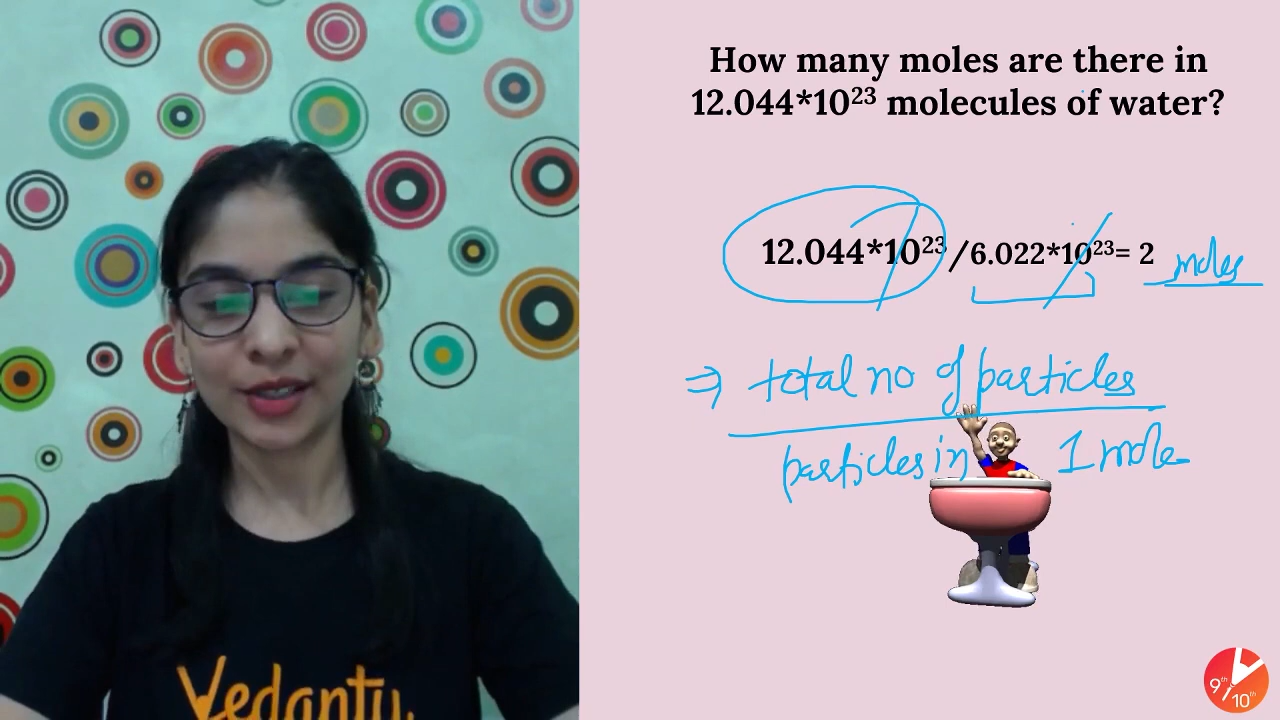 How many moles are there in
12.044*10²³ molecules of water?
12.044*10²³/6.022*10²³= 2 moles
⇒ total no of particles
particles in 1 mole
Vedantu
9th 10th